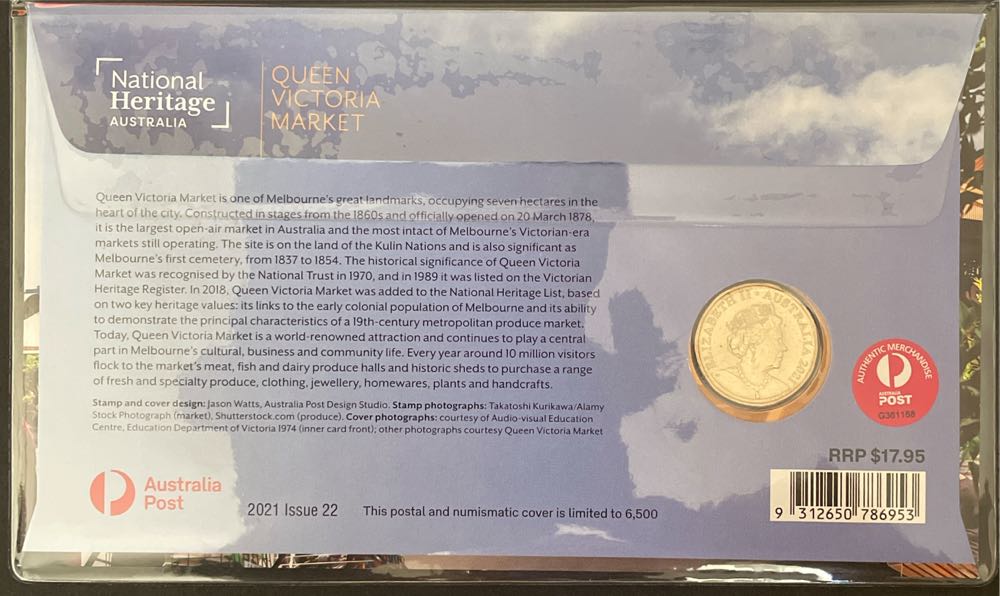 National
Heritage
AUSTRALIA
QUEEN
VICTORIA
MARKET
Queen Victoria Market is one of Melbourne's great landmarks, occupying seven hectares in the
heart of the city. Constructed in stages from the 1860s and officially opened on 20 March 1878,
it is the largest open-air market in Australia and the most intact of Melbourne's Victorian-era
markets still operating. The site is on the land of the Kulin Nations and is also significant as
Melbourne's first cemetery, from 1837 to 1854. The historical significance of Queen Victoria
Market was recognised by the National Trust in 1970, and in 1989 it was listed on the Victorian
Heritage Register. In 2018, Queen Victoria Market was added to the National Heritage List, based
on two key heritage values: its links to the early colonial population of Melbourne and its ability
to demonstrate the principal characteristics of a 19th-century metropolitan produce market.
Today, Queen Victoria Market is a world-renowned attraction and continues to play a central
part in Melbourne's cultural, business and community life. Every year around 10 million visitors
flock to the market's meat, fish and dairy produce halls and historic sheds to purchase a range
of fresh and specialty produce, clothing, jewellery, homewares, plants and handcrafts.
Stamp and cover design: Jason Watts, Australia Post Design Studio. Stamp photographs: Takatoshi Kurikawa/Alamy
Stock Photograph (market), Shutterstock.com (produce). Cover photographs: courtesy of Audio-visual Education
Centre, Education Department of Victoria 1974 (inner card front); other photographs courtesy Queen Victoria Market
ELIZABETH II • AUSTRALIA 2021
AUTHENTIC MERCHANDISE
AUSTRALIA
POST
G361158
RRP $17.95
9 312650 786953
Australia
Post
2021 Issue 22
This postal and numismatic cover is limited to 6,500